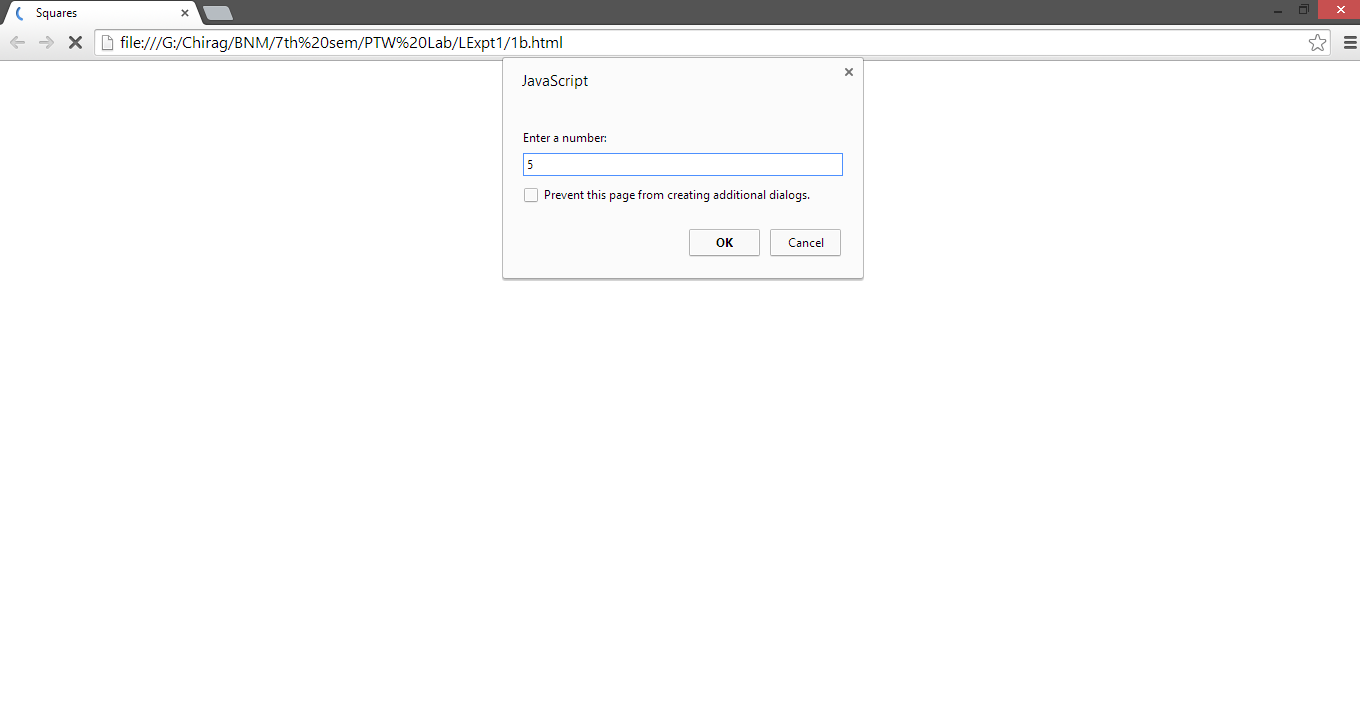 Squares
file:///G:/Chirag/BNM/7th%20sem/PTW%20Lab/LExpt1/1b.html
JavaScript
Enter a number:
5
Prevent this page from creating additional dialogs.
OK Cancel